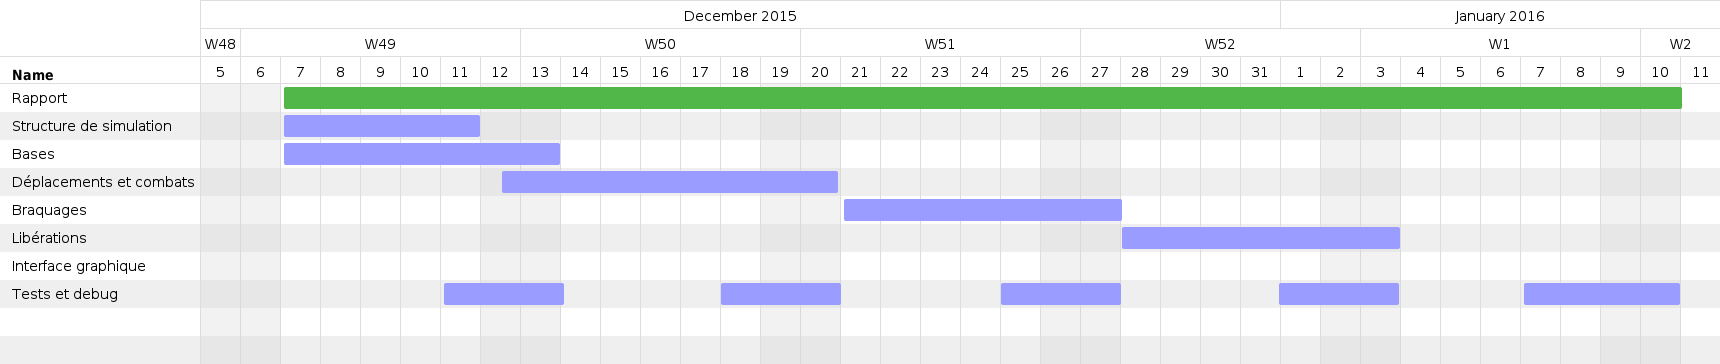 December 2015 January 2016
W48 W49 W50 W51 W52 W1 W2
Name 5 6 7 8 9 10 11 12 13 14 15 16 17 18 19 20 21 22 23 24 25 26 27 28 29 30 31 1 2 3 4 5 6 7 8 9 10 11
Rapport
Structure de simulation
Bases
Déplacements et combats
Braquages
Libérations
Interface graphique
Tests et debug